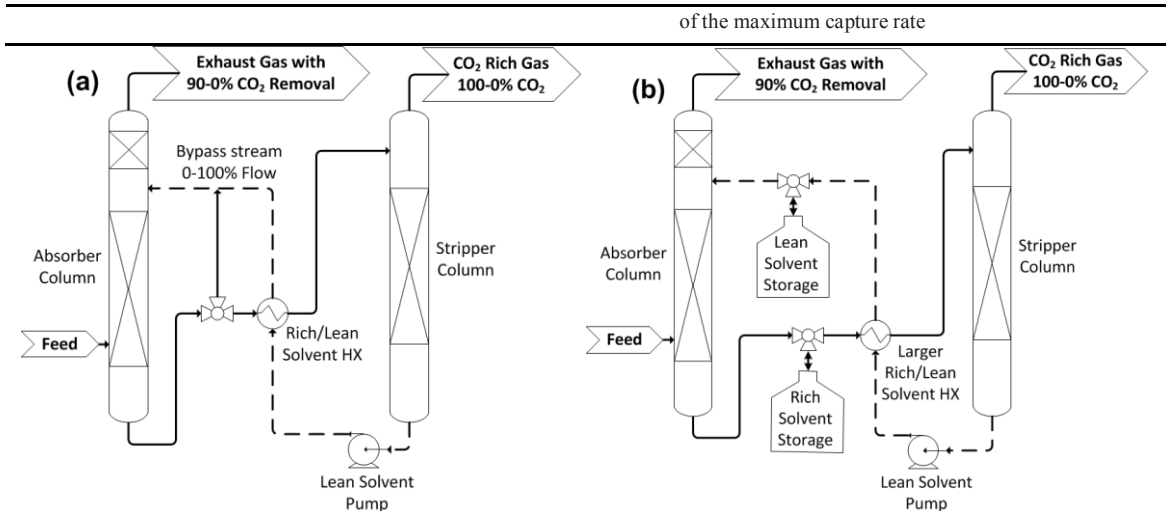 of the maximum capture rate
(a)
Exhaust Gas with
90-0% CO₂ Removal
CO₂ Rich Gas
100-0% CO₂
Bypass stream
0-100% Flow
Absorber
Column
Stripper
Column
Feed
Rich/Lean
Solvent HX
Lean Solvent
Pump
(b)
Exhaust Gas with
90% CO₂ Removal
CO₂ Rich Gas
100-0% CO₂
Absorber
Column
Lean
Solvent
Storage
Stripper
Column
Feed
Larger
Rich/Lean
Solvent HX
Rich
Solvent
Storage
Lean Solvent
Pump